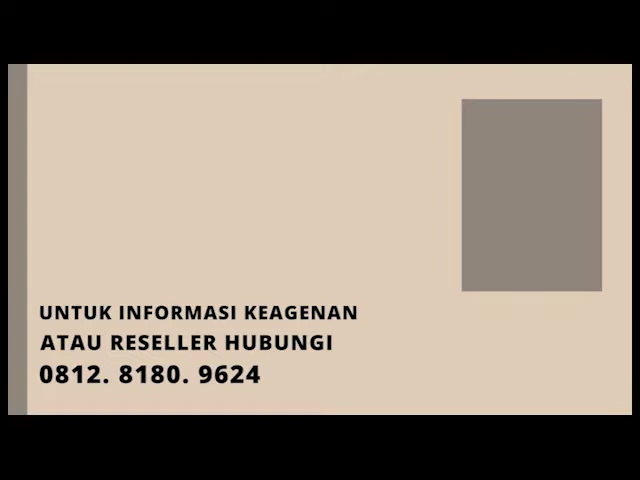 UNTUK INFORMASI KEAGENAN
ATAU RESELLER HUBUNGI
0812. 8180. 9624